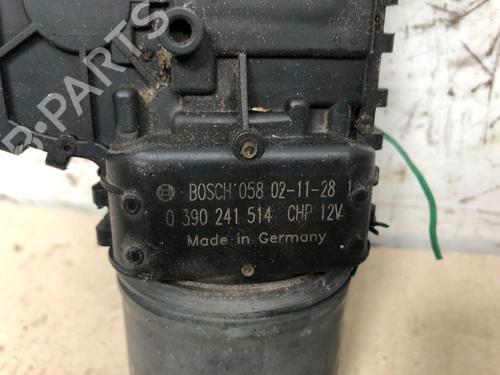 B-PARTS
BOSCH 058 02-11-28 1
0 390 241 514 CHP 12V
Made in Germany